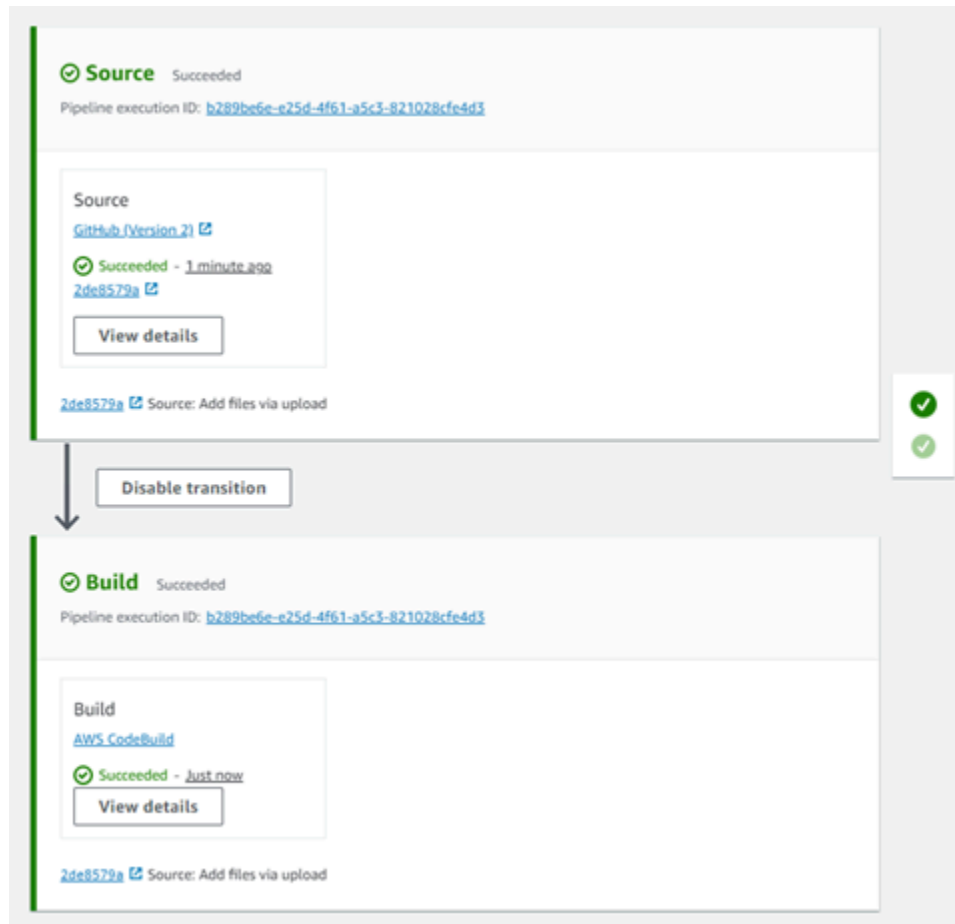 Source Succeeded
Pipeline execution ID: b289be6e-e25d-4f61-a5c3-821028cfe4d3
Source
GitHub (Version 2)
Succeeded - 1 minute ago
2de8579a
View details
2de8579a Source: Add files via upload
Disable transition
Build Succeeded
Pipeline execution ID: b289be6e-e25d-4f61-a5c3-821028cfe4d3
Build
AWS CodeBuild
Succeeded - Just now
View details
2de8579a Source: Add files via upload